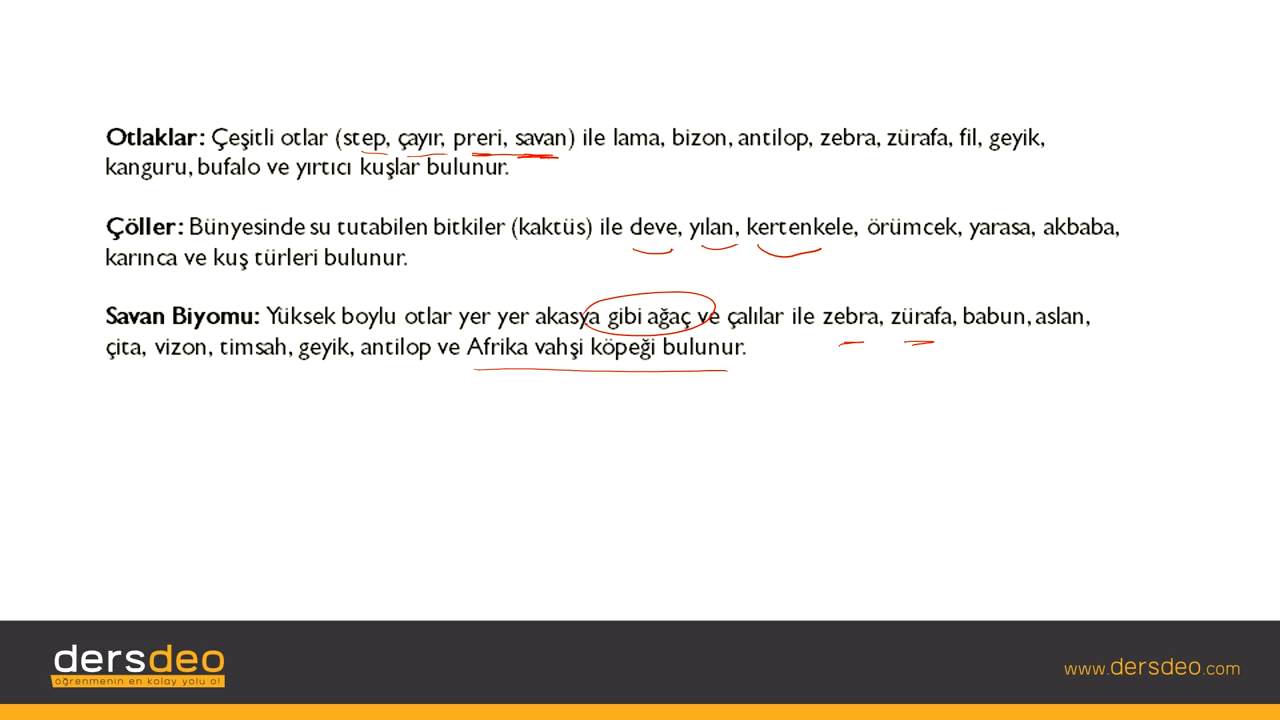 Otlaklar: Çeşitli otlar (step, çayır, preri, savan) ile lama, bizon, antilop, zebra, zürafa, fil, geyik,
kanguru, bufalo ve yırtıcı kuşlar bulunur.
Çöller: Bünyesinde su tutabilen bitkiler (kaktüs) ile deve, yılan, kertenkele, örümcek, yarasa, akbaba,
karınca ve kuş türleri bulunur.
Savan Biyomu: Yüksek boylu otlar yer yer akasya gibi ağaç ve çalılar ile zebra, zürafa, babun, aslan,
çita, vizon, timsah, geyik, antilop ve Afrika vahşi köpeği bulunur.
dersdeo
öğrenmenin en kolay yolu o!
www.dersdeo.com